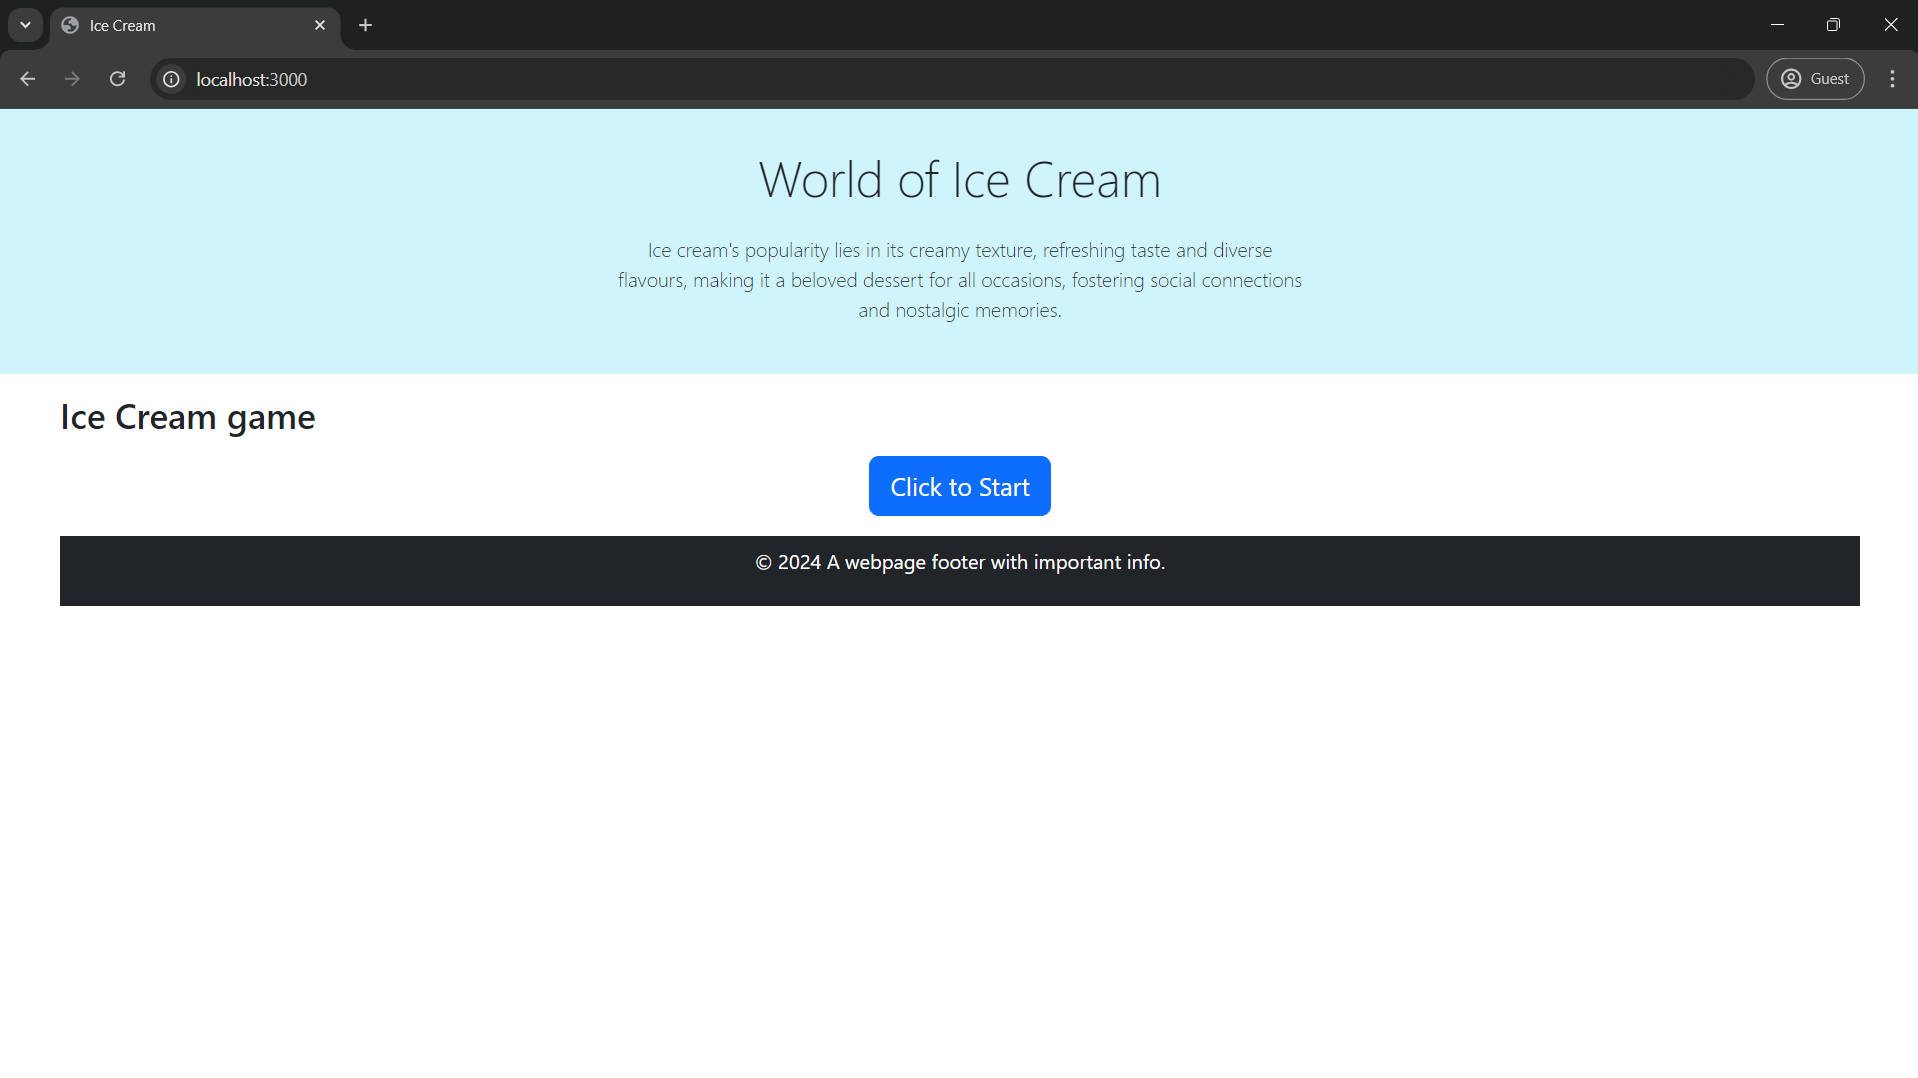 Ice Cream
localhost:3000
Guest
World of Ice Cream
Ice cream's popularity lies in its creamy texture, refreshing taste and diverse
flavours, making it a beloved dessert for all occasions, fostering social connections
and nostalgic memories.
Ice Cream game
Click to Start
© 2024 A webpage footer with important info.